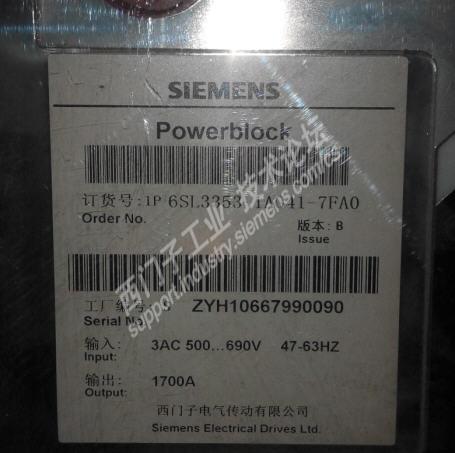 SIEMENS
Powerblock
订货号: 1P 6SL3353-1AG41-7FA0
Order No.
版本: B
Issue
工厂编号: S ZYH10667990090
Serial No.
输入: 3AC 500...690V 47-63HZ
Input:
输出: 1700A
Output:
西门子电气传动有限公司
Siemens Electrical Drives Ltd.
西门子工业 技术论坛
support.industry.siemens.com/cs